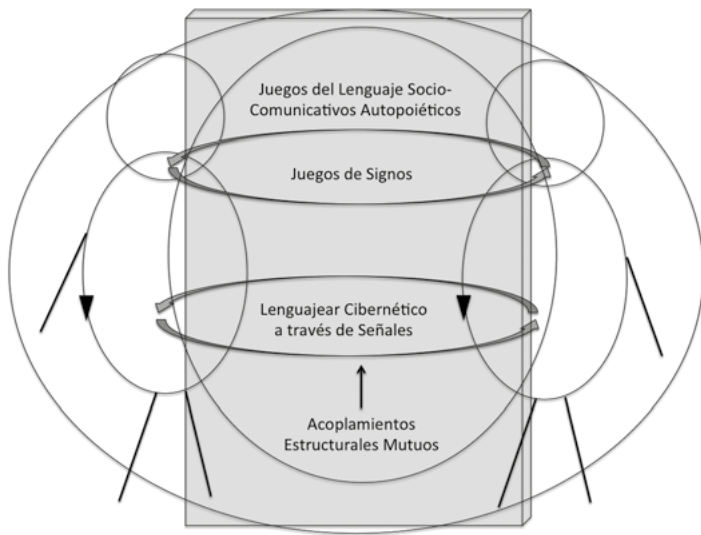 Juegos del Lenguaje Socio-
Comunicativos Autopoiéticos
Juegos de Signos
Lenguajear Cibernético
a través de Señales
Acoplamientos
Estructurales Mutuos